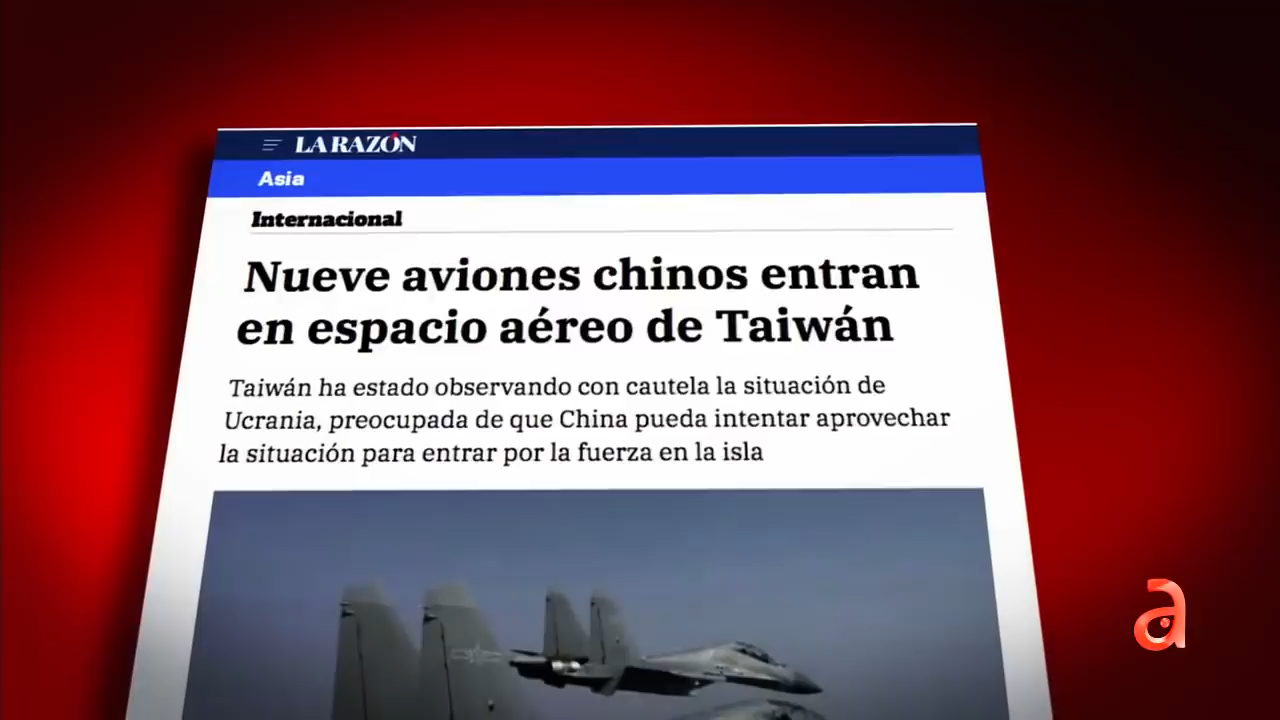 LA RAZÓN
Asia
Internacional
Nueve aviones chinos entran
en espacio aéreo de Taiwán
Taiwán ha estado observando con cautela la situación de
Ucrania, preocupada de que China pueda intentar aprovechar
la situación para entrar por la fuerza en la isla
a